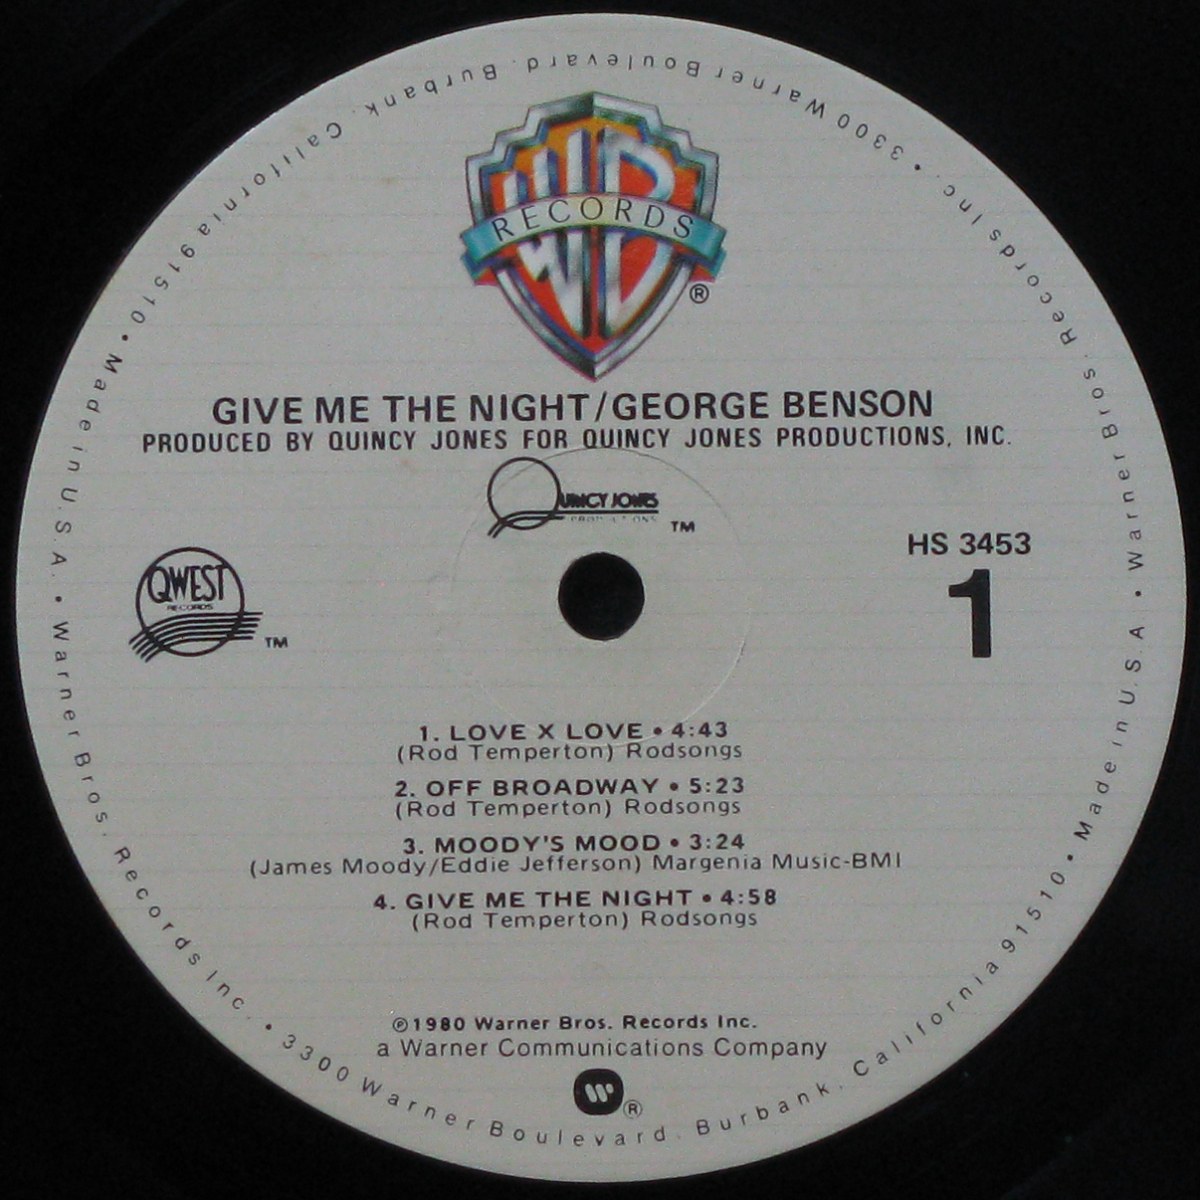 WB
RECORDS
®
GIVE ME THE NIGHT/GEORGE BENSON
PRODUCED BY QUINCY JONES FOR QUINCY JONES PRODUCTIONS, INC.
QUINCY JONES
PRODUCTIONS
TM
QWEST
RECORDS
TM
HS 3453
1
1. LOVE X LOVE • 4:43
(Rod Temperton) Rodsongs
2. OFF BROADWAY • 5:23
(Rod Temperton) Rodsongs
3. MOODY'S MOOD • 3:24
(James Moody/Eddie Jefferson) Margenia Music-BMI
4. GIVE ME THE NIGHT • 4:58
(Rod Temperton) Rodsongs
℗1980 Warner Bros. Records Inc.
a Warner Communications Company
®
Made in U.S.A. • Warner Bros. Records Inc. • 3300 Warner Boulevard. Burbank. California 91510 • Made in U.S.A • Warner Bros. Records Inc. • 3300 Warner Boulevard. Burbank. California 91510 •